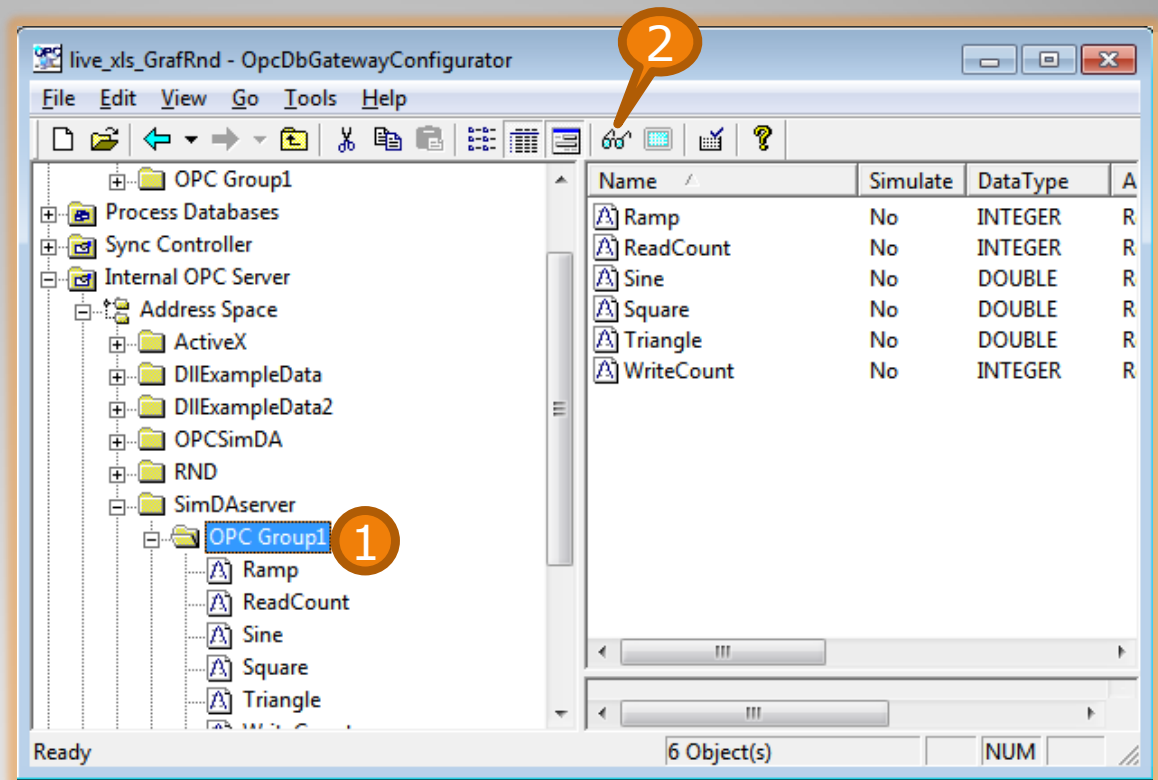 2
live_xls_GrafRnd - OpcDbGatewayConfigurator
File Edit View Go Tools Help
OPC Group1
Process Databases
Sync Controller
Internal OPC Server
Address Space
ActiveX
DllExampleData
DllExampleData2
OPCSimDA
RND
SimDAserver
OPC Group1
1
Ramp
ReadCount
Sine
Square
Triangle
Name Simulate DataType A
Ramp No INTEGER R
ReadCount No INTEGER R
Sine No DOUBLE R
Square No DOUBLE R
Triangle No DOUBLE R
WriteCount No INTEGER R
Ready 6 Object(s) NUM